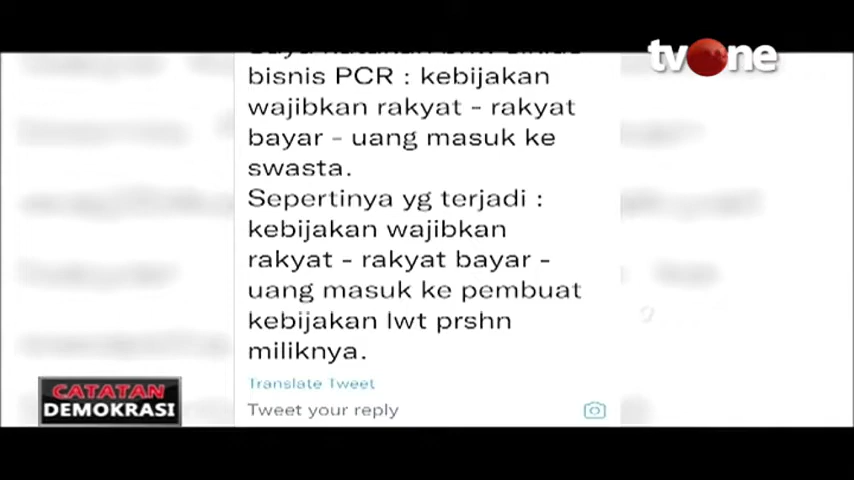 tvOne
bisnis PCR : kebijakan
wajibkan rakyat - rakyat
bayar - uang masuk ke
swasta.
Sepertinya yg terjadi :
kebijakan wajibkan
rakyat - rakyat bayar -
uang masuk ke pembuat
kebijakan lwt prshn
miliknya.
Translate Tweet
Tweet your reply
CATATAN
DEMOKRASI